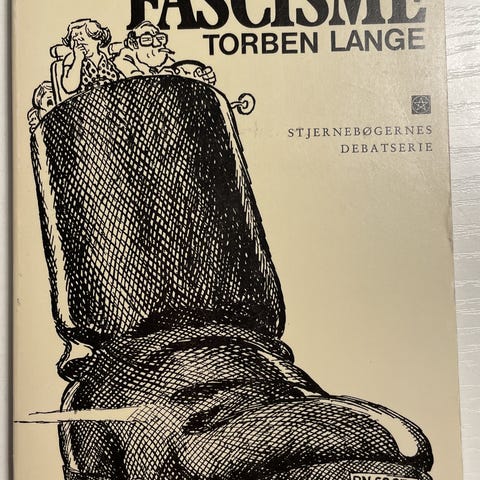 FASCISME
TORBEN LANGE
STJERNEBØGERNES
DEBATSERIE